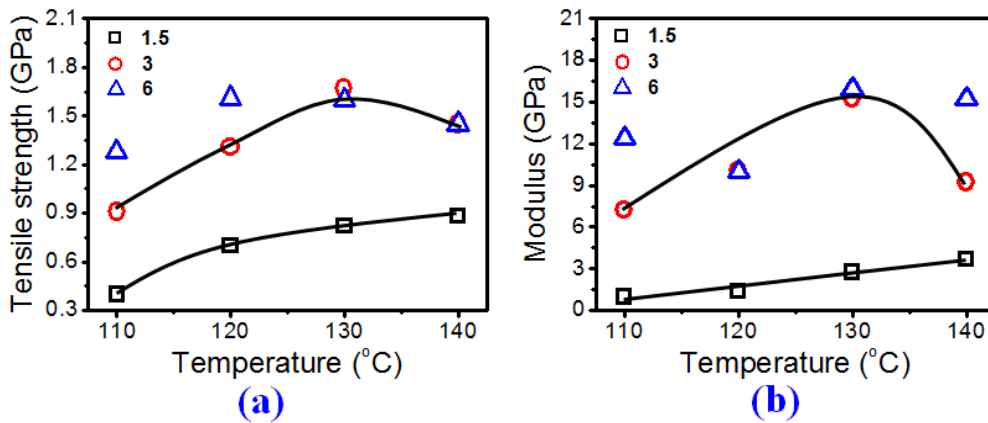 Tensile strength (GPa)
2.1
1.8
1.5
1.2
0.9
0.6
0.3
1.5
3
6
110 120 130 140
Temperature (°C)
(a)
Modulus (GPa)
21
18
15
12
9
6
3
0
1.5
3
6
110 120 130 140
Temperature (°C)
(b)